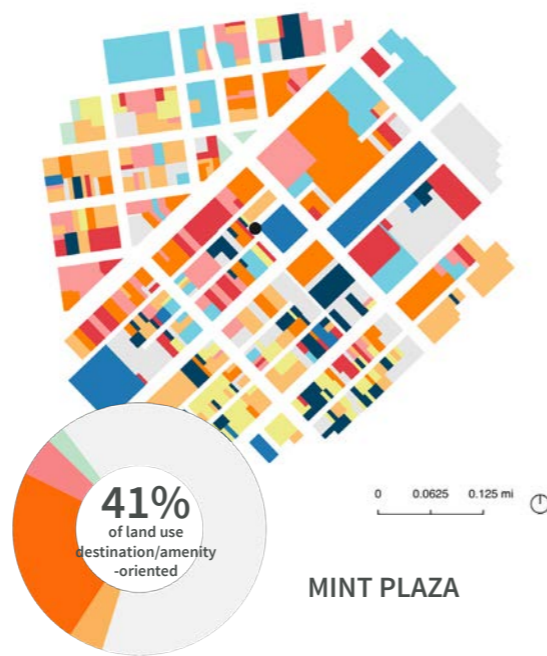 41%
of land use
destination/amenity
-oriented
0 0.0625 0.125 mi
MINT PLAZA